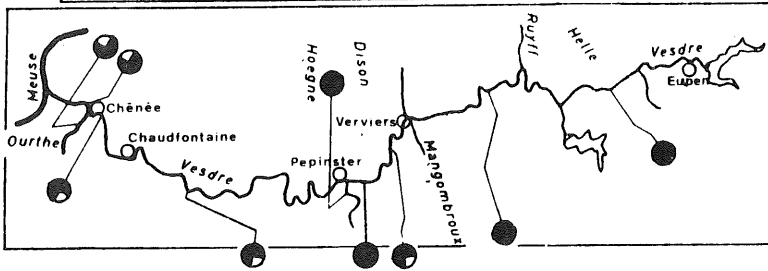 Meuse
Ourthe
Chênée
Chaudfontaine
Vesdre
Hoegne
Dison
Pepinster
Verviers
Mangombroux
Ruyff
Helle
Vesdre
Eupen